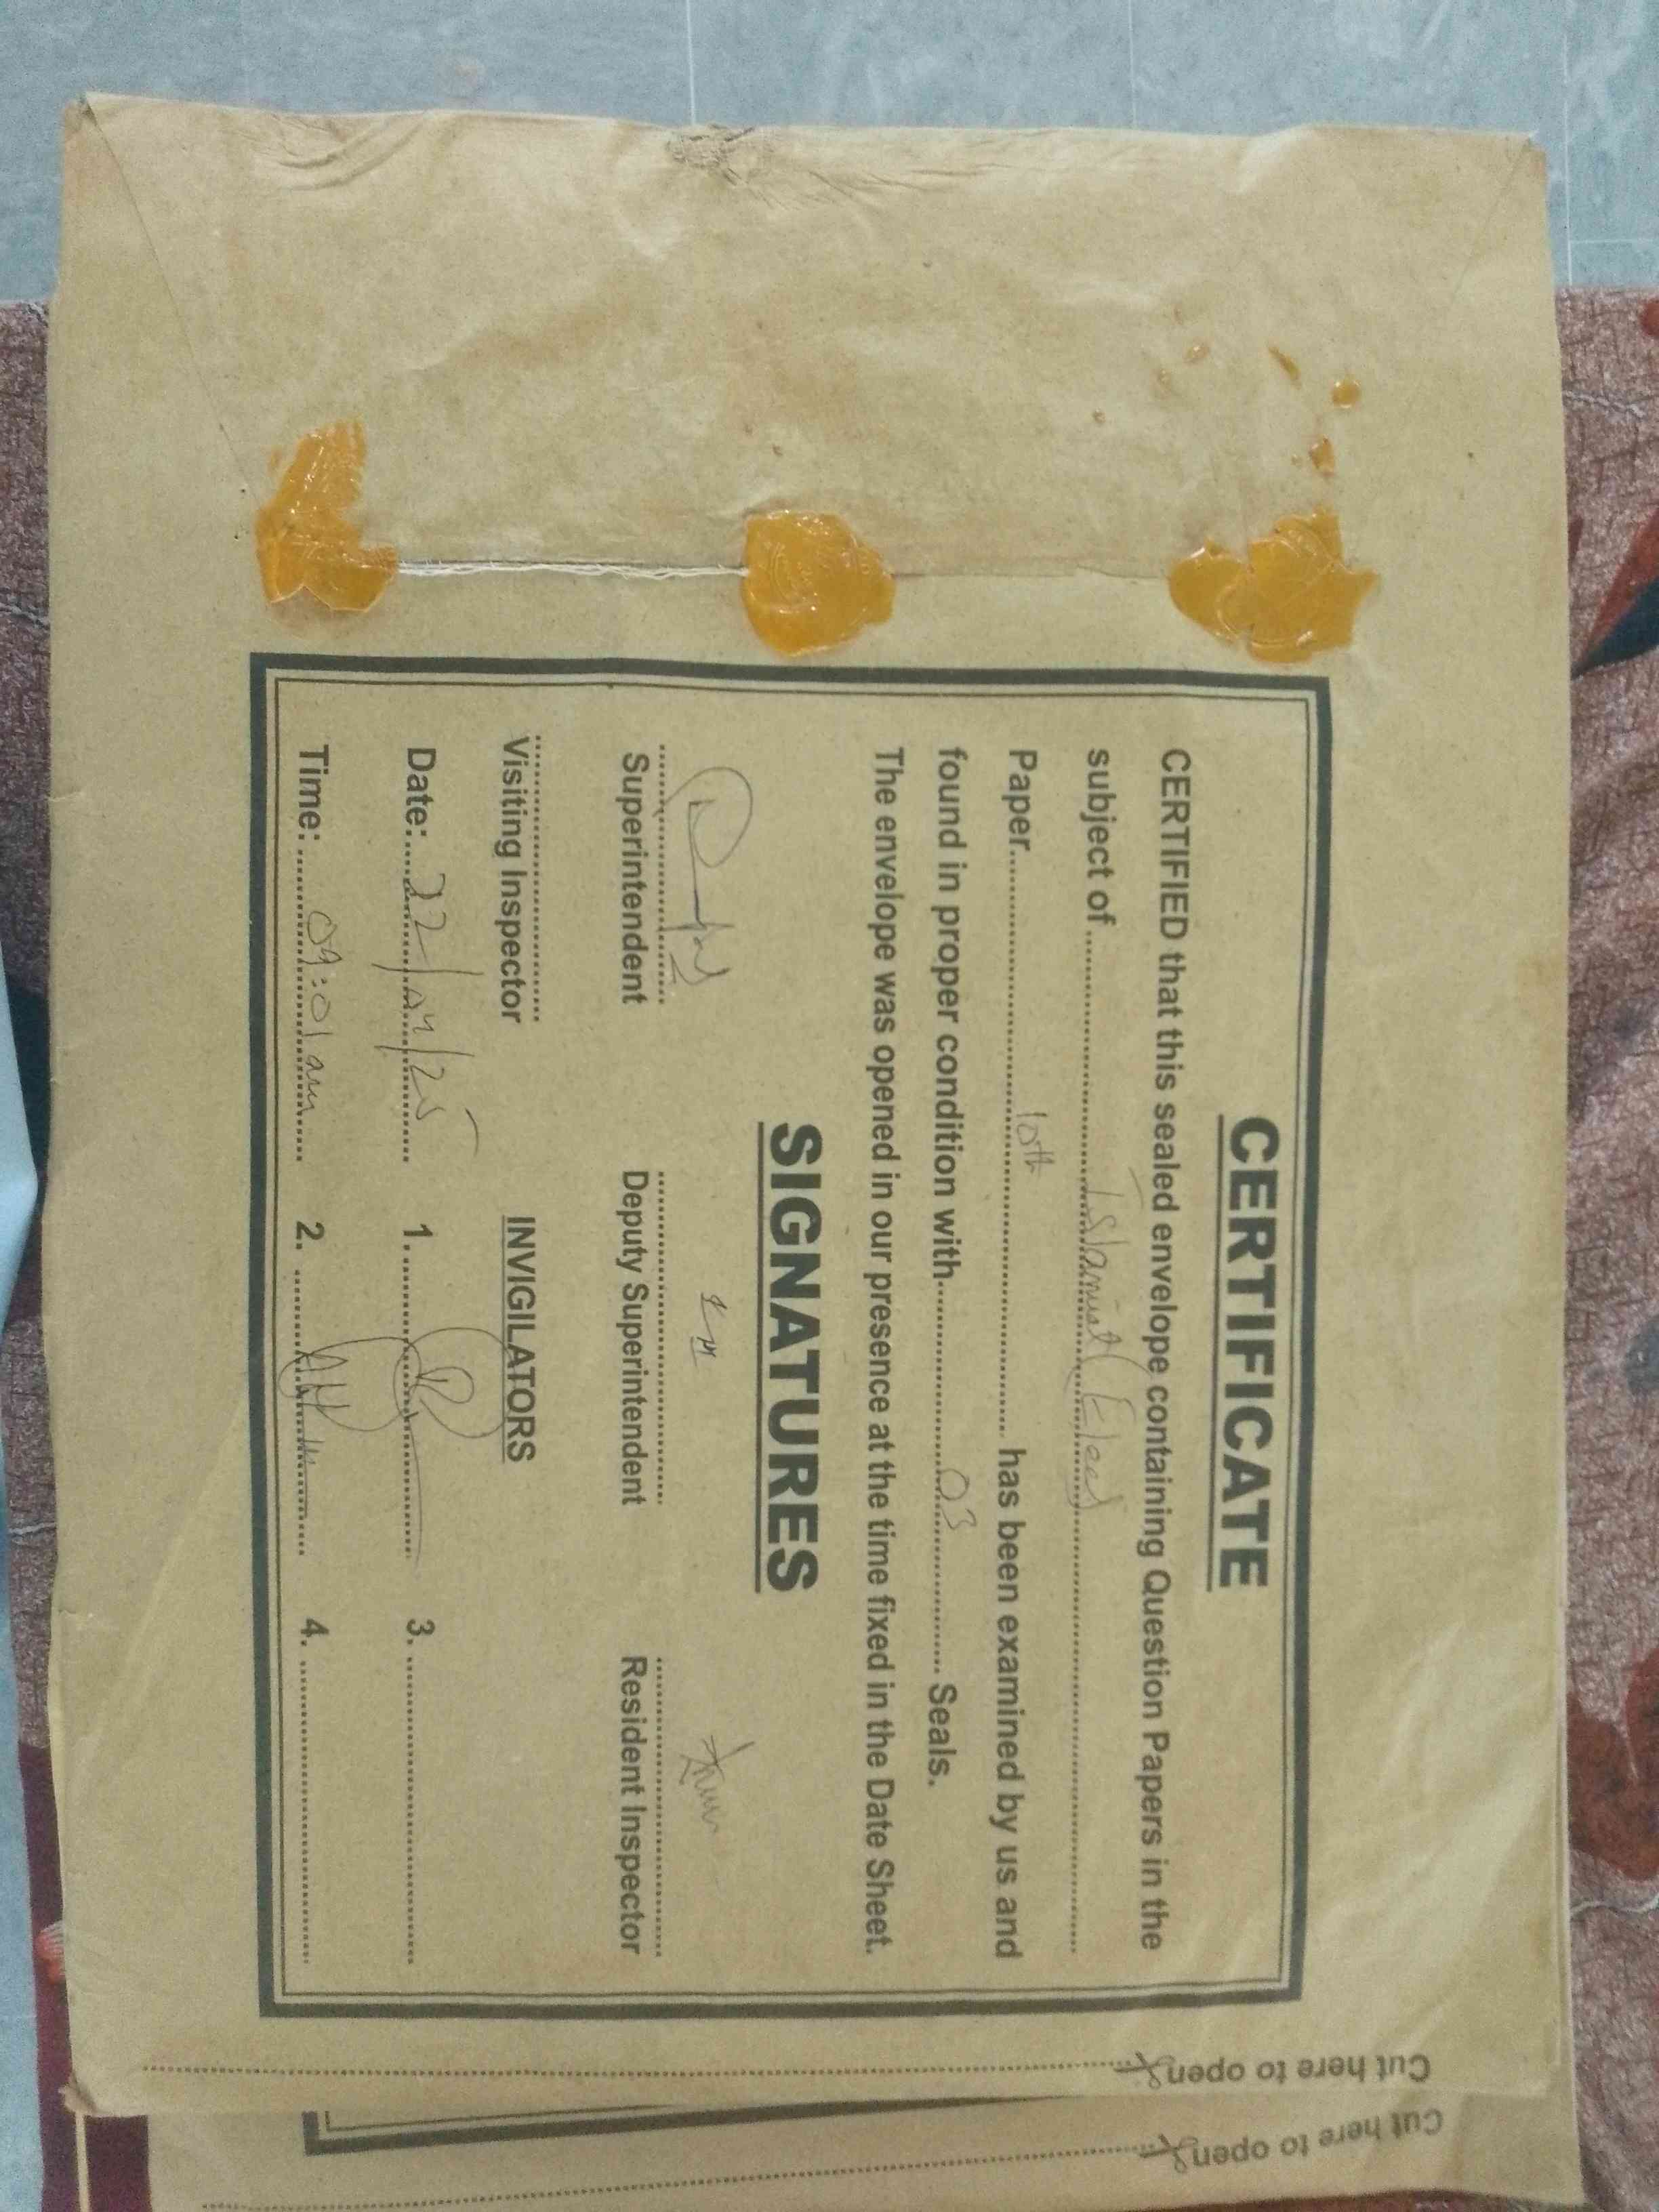 CERTIFICATE
CERTIFIED that this sealed envelope containing Question Papers in the
subject of.......... Islamiat (Elec) ..........
Paper.......... 10th .......... has been examined by us and
found in proper condition with.......... 03 .......... Seals.
The envelope was opened in our presence at the time fixed in the Date Sheet.
SIGNATURES
Superintendent Deputy Superintendent Resident Inspector
Visiting Inspector INVIGILATORS
Date: 22/04/25 1. 3.
Time: 09:01 am 2. 4.
Cut here to open
Cut here to open